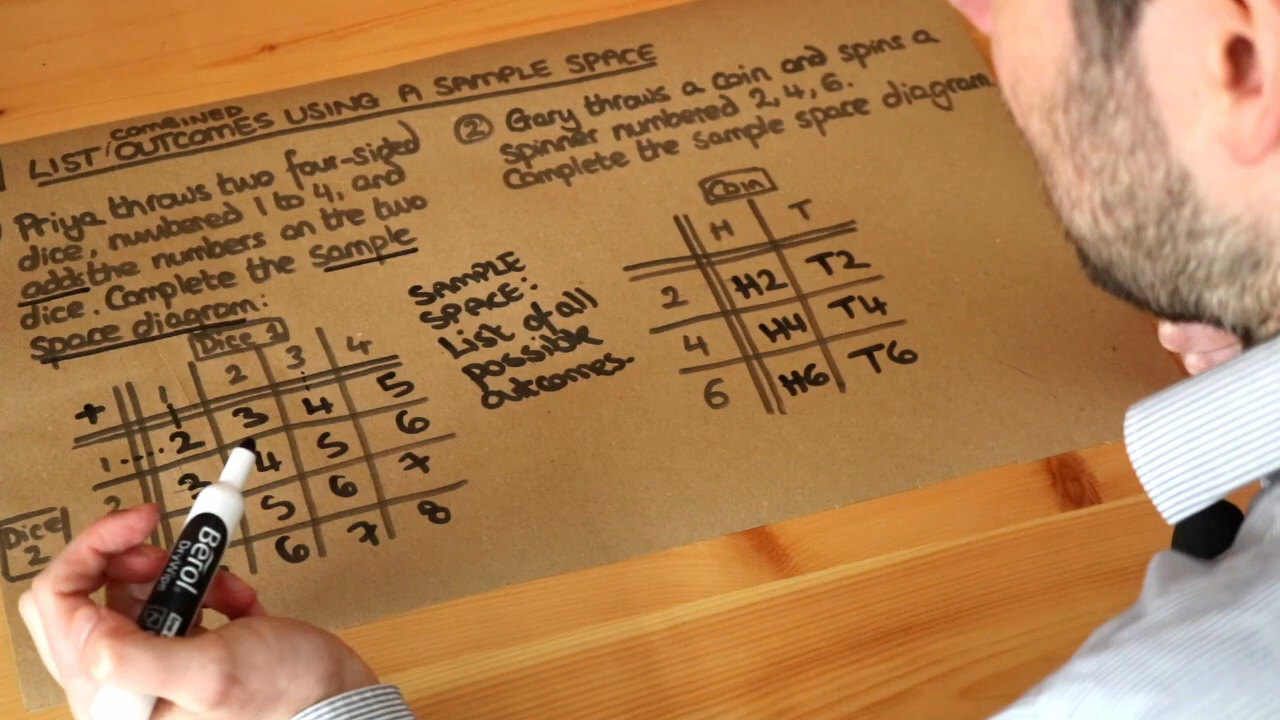 LIST COMBINED OUTCOMES USING A SAMPLE SPACE
Priya throws two four-sided
dice, numbered 1 to 4, and
adds the numbers on the two
dice. Complete the sample
space diagram:
Dice 1
+ 1 2 3 4
1 2 3 4 5
2 3 4 5 6
5 6 7
6 7 8
Dice
2
SAMPLE
SPACE:
List of all
possible
outcomes.
② Gary throws a coin and spins a
spinner numbered 2, 4, 6.
Complete the sample space diagram
Coin
H T
2 H2 T2
4 H4 T4
6 H6 T6
Berol
DryWipe